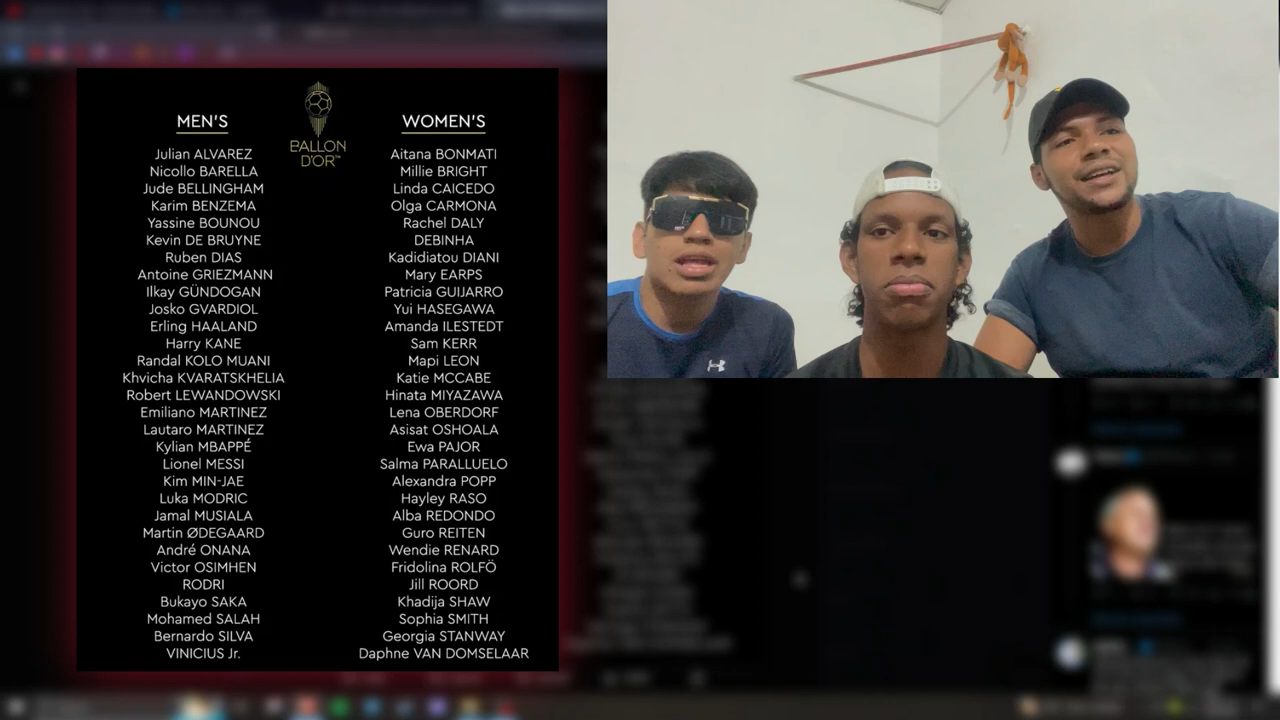 MEN'S
Julian ALVAREZ
Nicollo BARELLA
Jude BELLINGHAM
Karim BENZEMA
Yassine BOUNOU
Kevin DE BRUYNE
Ruben DIAS
Antoine GRIEZMANN
Ilkay GÜNDOGAN
Josko GVARDIOL
Erling HAALAND
Harry KANE
Randal KOLO MUANI
Khvicha KVARATSKHELIA
Robert LEWANDOWSKI
Emiliano MARTINEZ
Lautaro MARTINEZ
Kylian MBAPPÉ
Lionel MESSI
Kim MIN-JAE
Luka MODRIC
Jamal MUSIALA
Martin ØDEGAARD
André ONANA
Victor OSIMHEN
RODRI
Bukayo SAKA
Mohamed SALAH
Bernardo SILVA
VINICIUS Jr.
BALLON
D'OR™
WOMEN'S
Aitana BONMATI
Millie BRIGHT
Linda CAICEDO
Olga CARMONA
Rachel DALY
DEBINHA
Kadidiatou DIANI
Mary EARPS
Patricia GUIJARRO
Yui HASEGAWA
Amanda ILESTEDT
Sam KERR
Mapi LEON
Katie MCCABE
Hinata MIYAZAWA
Lena OBERDORF
Asisat OSHOALA
Ewa PAJOR
Salma PARALLUELO
Alexandra POPP
Hayley RASO
Alba REDONDO
Guro REITEN
Wendie RENARD
Fridolina ROLFÖ
Jill ROORD
Khadija SHAW
Sophia SMITH
Georgia STANWAY
Daphne VAN DOMSELAAR